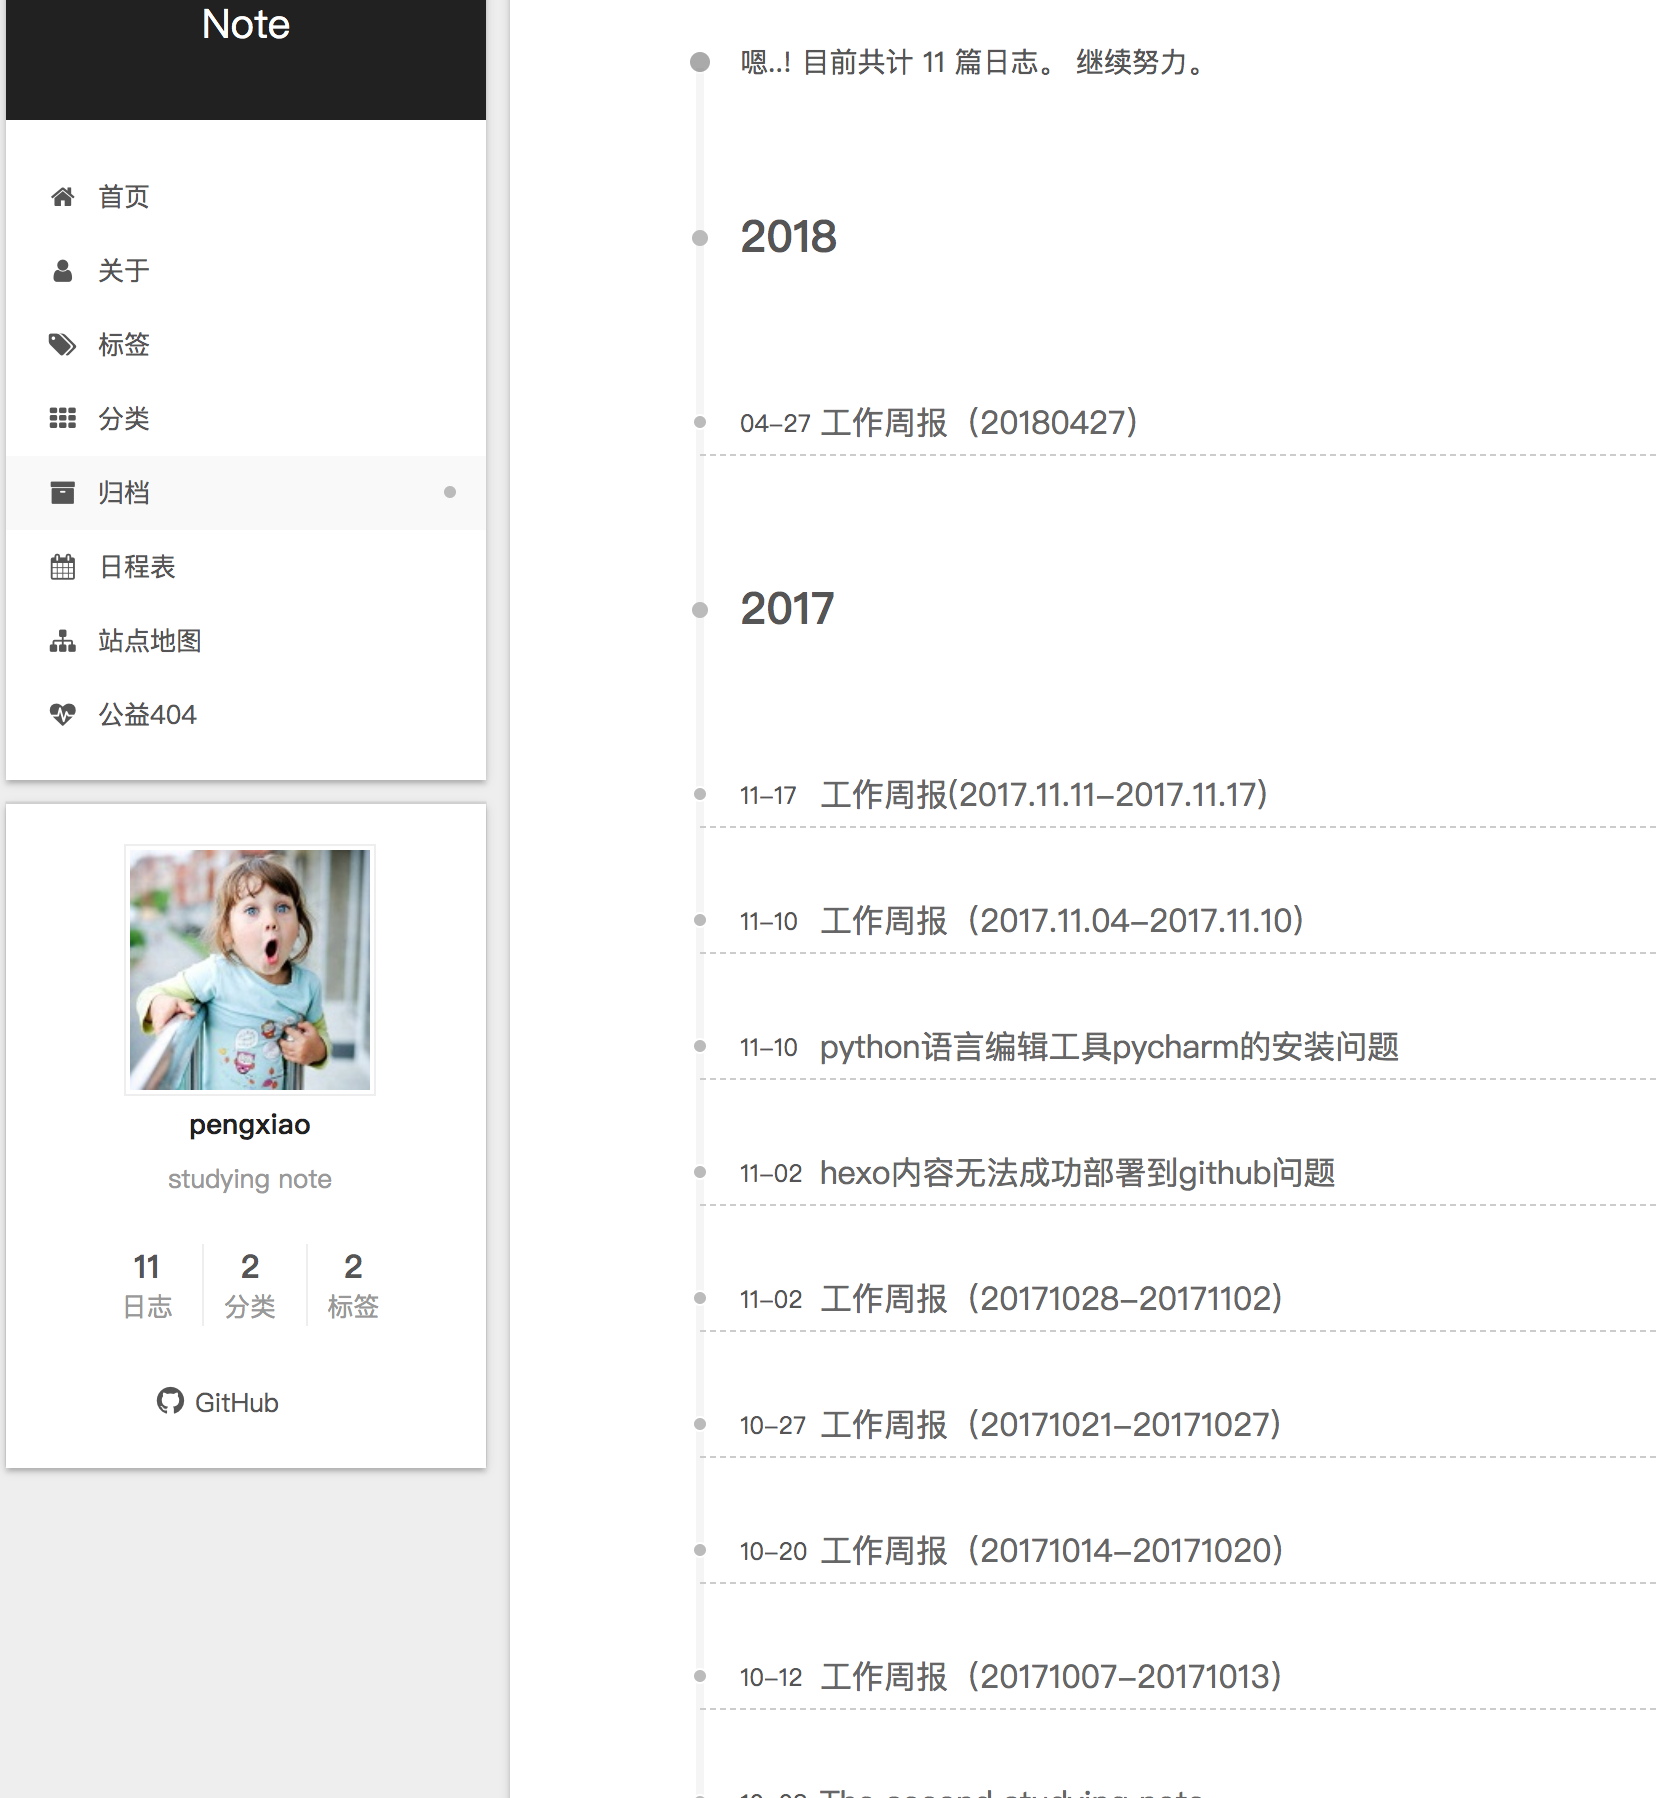 Note
首页
关于
标签
分类
归档
日程表
站点地图
公益404
pengxiao
studying note
11
日志
2
分类
2
标签
GitHub
嗯..! 目前共计 11 篇日志。 继续努力。
2018
04-27 工作周报（20180427）
2017
11-17 工作周报(2017.11.11-2017.11.17)
11-10 工作周报（2017.11.04-2017.11.10）
11-10 python语言编辑工具pycharm的安装问题
11-02 hexo内容无法成功部署到github问题
11-02 工作周报（20171028-20171102）
10-27 工作周报（20171021-20171027）
10-20 工作周报（20171014-20171020）
10-12 工作周报（20171007-20171013）
The second studying note